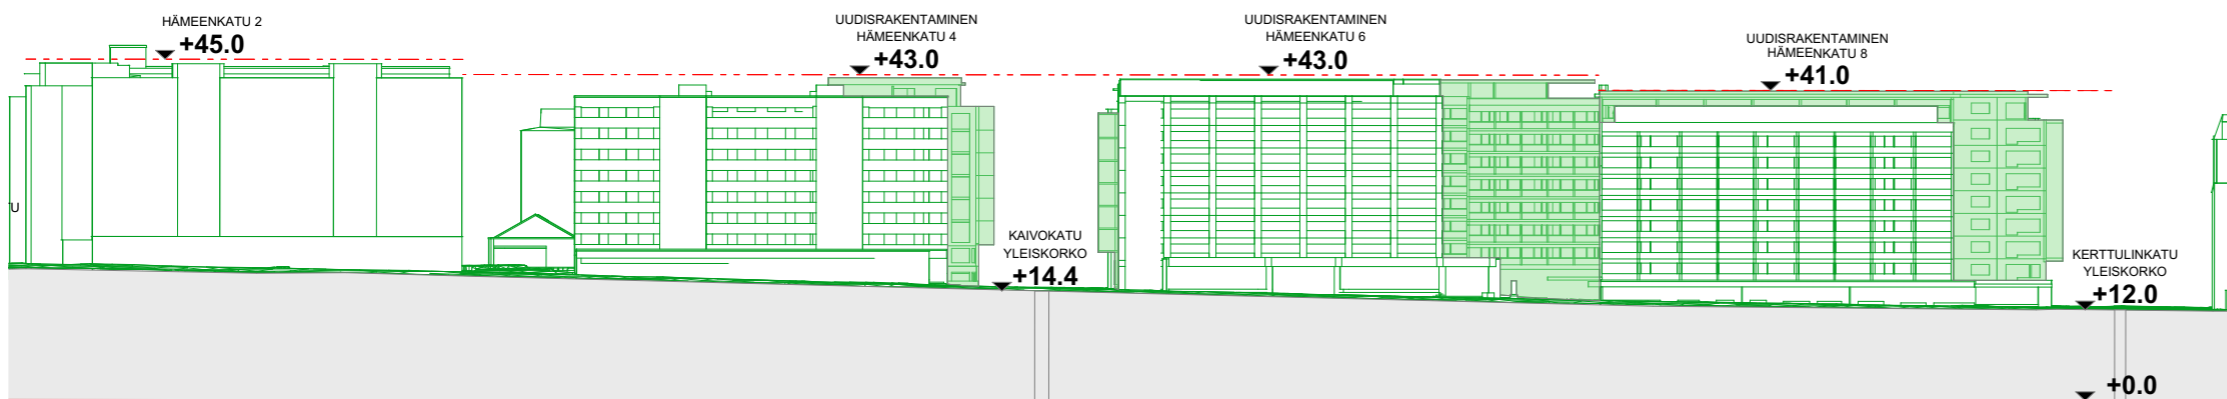 HÄMEENKATU 2
+45.0
UUDISRAKENTAMINEN
HÄMEENKATU 4
+43.0
UUDISRAKENTAMINEN
HÄMEENKATU 6
+43.0
UUDISRAKENTAMINEN
HÄMEENKATU 8
+41.0
TU
KAIVOKATU
YLEISKORKO
+14.4
KERTTULINKATU
YLEISKORKO
+12.0
+0.0